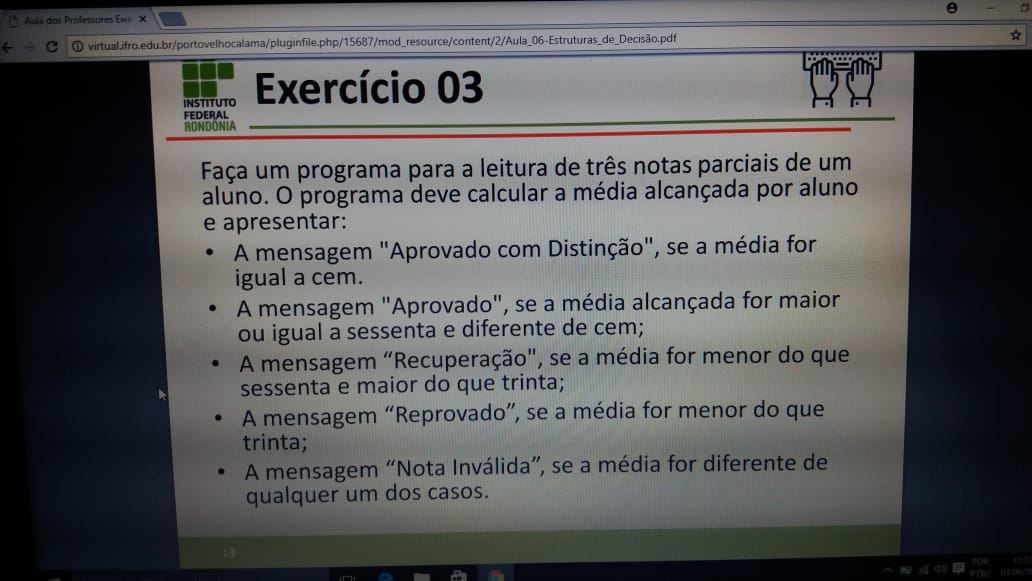 Aula dos Professores Ewe
virtual.ifro.edu.br/portovelhocalama/pluginfile.php/15687/mod_resource/content/2/Aula_06-Estruturas_de_Decisão.pdf
INSTITUTO
FEDERAL
RONDÔNIA
Exercício 03
Faça um programa para a leitura de três notas parciais de um
aluno. O programa deve calcular a média alcançada por aluno
e apresentar:
• A mensagem "Aprovado com Distinção", se a média for
igual a cem.
• A mensagem "Aprovado", se a média alcançada for maior
ou igual a sessenta e diferente de cem;
• A mensagem “Recuperação", se a média for menor do que
sessenta e maior do que trinta;
• A mensagem “Reprovado”, se a média for menor do que
trinta;
• A mensagem “Nota Inválida”, se a média for diferente de
qualquer um dos casos.
13
POR
PTB2